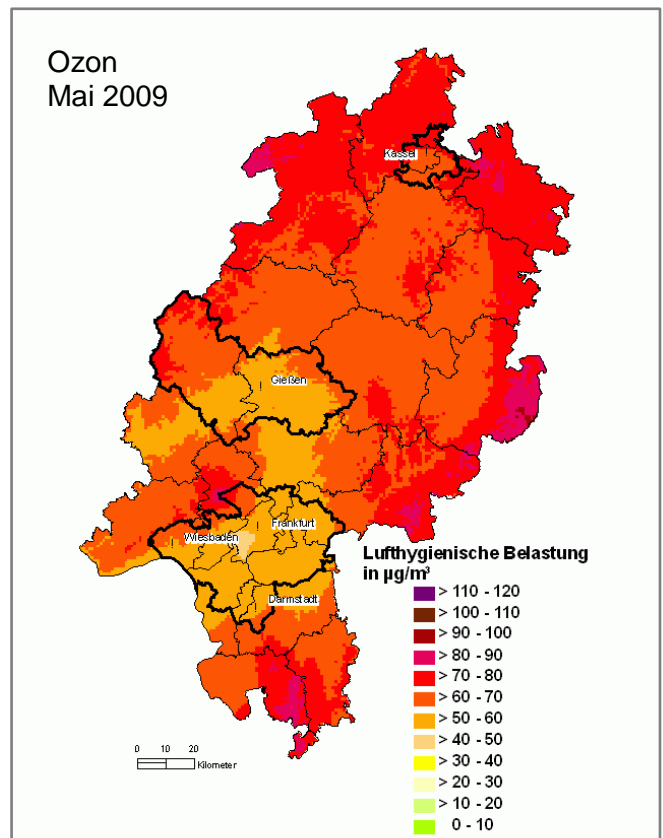 Ozon
Mai 2009
Kassel
Gießen
Frankfurt
Wiesbaden
Darmstadt
Lufthygienische Belastung
in µg/m³
> 110 - 120
> 100 - 110
> 90 - 100
> 80 - 90
> 70 - 80
> 60 - 70
> 50 - 60
> 40 - 50
> 30 - 40
> 20 - 30
> 10 - 20
0 - 10
0 10 20
Kilometer